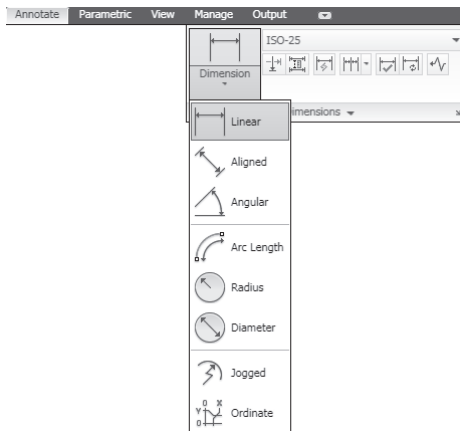 Annotate Parametric View Manage Output
ISO-25
Dimension
imensions
Linear
Aligned
Angular
Arc Length
Radius
Diameter
Jogged
Ordinate